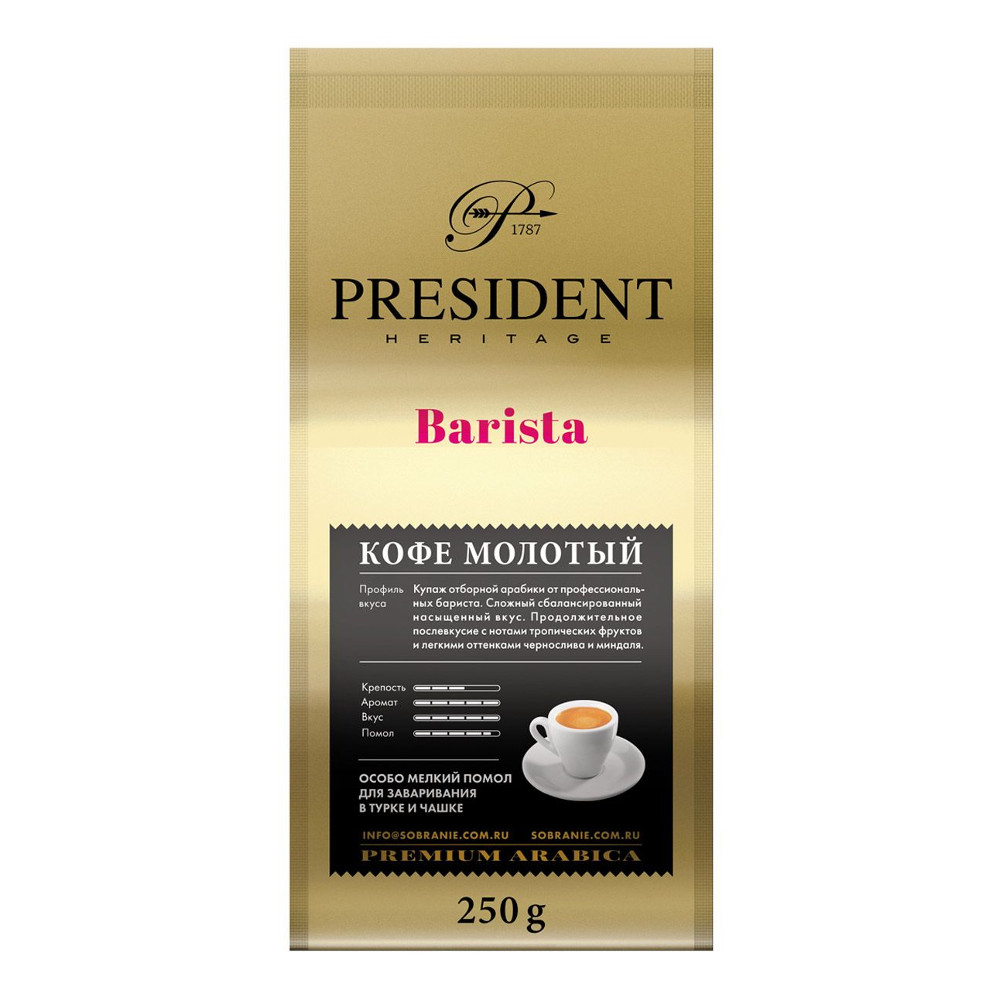 P
1787
PRESIDENT
HERITAGE
Barista
КОФЕ МОЛОТЫЙ
Профиль вкуса
Купаж отборной арабики от профессиональ-
ных бариста. Сложный сбалансированный
насыщенный вкус. Продолжительное
послевкусие с нотами тропических фруктов
и легкими оттенками чернослива и миндаля.
Крепость
Аромат
Вкус
Помол
ОСОБО МЕЛКИЙ ПОМОЛ
ДЛЯ ЗАВАРИВАНИЯ
В ТУРКЕ И ЧАШКЕ
INFO@SOBRANIE.COM.RU SOBRANIE.COM.RU
PREMIUM ARABICA
250 g